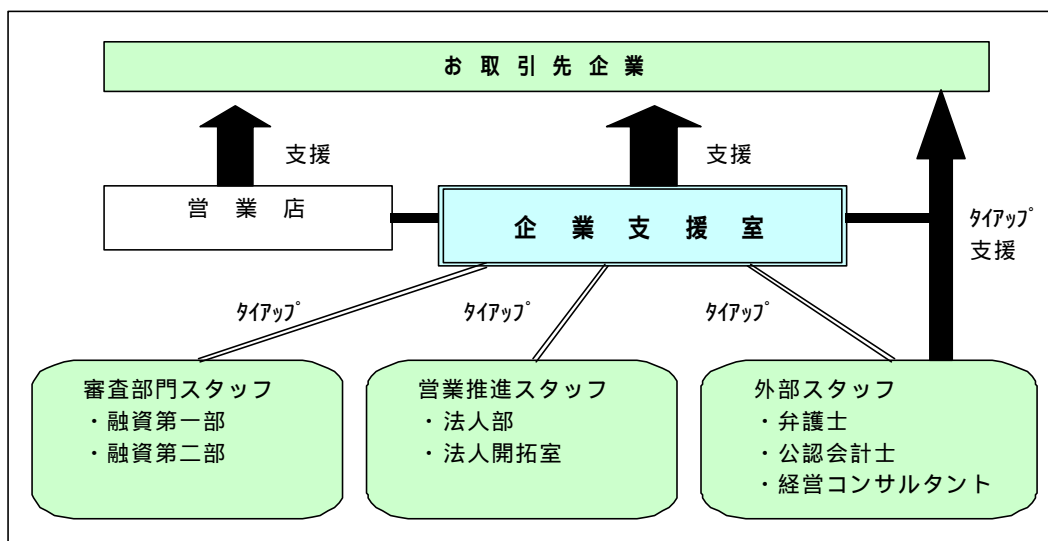 お取引先企業
支援
支援
営業店
企業支援室
ﾀｲｱｯﾌﾟ
支援
ﾀｲｱｯﾌﾟ
ﾀｲｱｯﾌﾟ
ﾀｲｱｯﾌﾟ
審査部門スタッフ
・融資第一部
・融資第二部
営業推進スタッフ
・法人部
・法人開拓室
外部スタッフ
・弁護士
・公認会計士
・経営コンサルタント